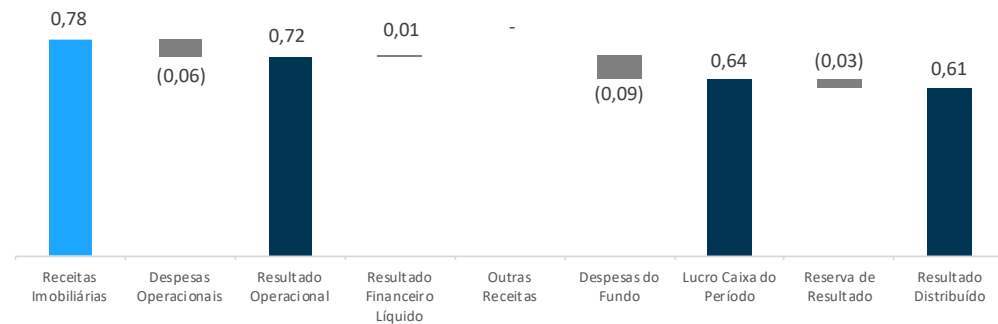 0,78
(0,06)
0,72
0,01
-
(0,09)
0,64
(0,03)
0,61
Receitas
Imobiliárias
Despesas
Operacionais
Resultado
Operacional
Resultado
Financeiro
Líquido
Outras
Receitas
Despesas do
Fundo
Lucro Caixa do
Período
Reserva de
Resultado
Resultado
Distribuído